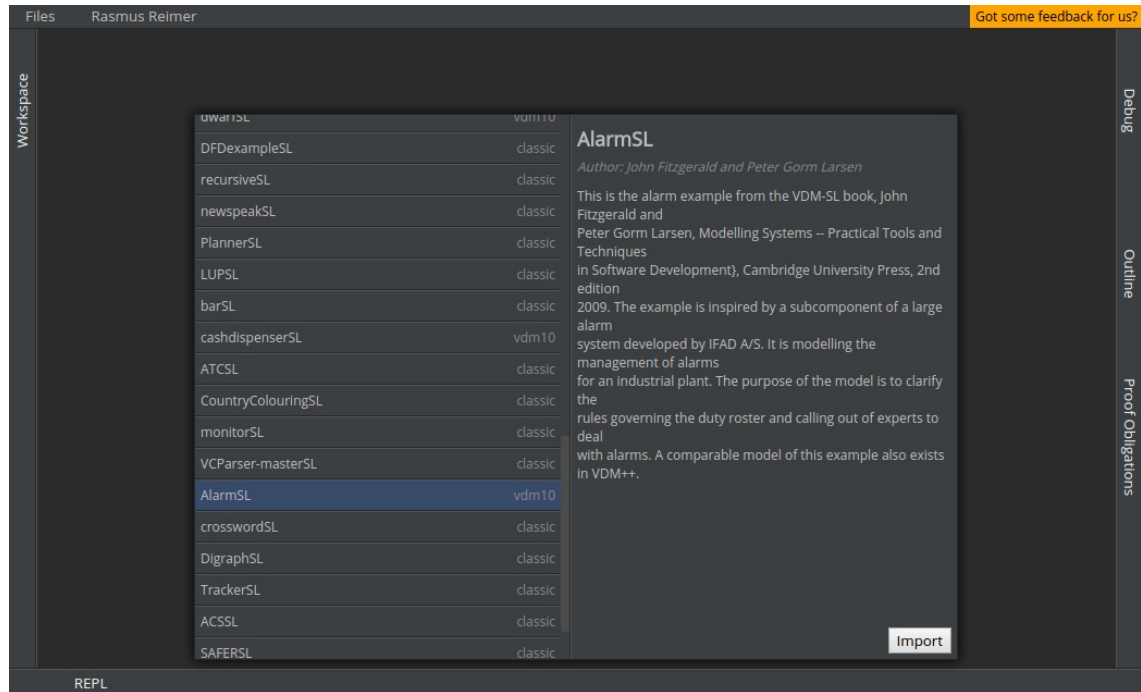 Files Rasmus Reimer Got some feedback for us?
Workspace
Debug
Outline
Proof Obligations
dwarfSL vdm10
DFDexampleSL classic
recursiveSL classic
newspeakSL classic
PlannerSL classic
LUPSL classic
barSL classic
cashdispenserSL vdm10
ATCSL classic
CountryColouringSL classic
monitorSL classic
VCParser-masterSL classic
AlarmSL vdm10
crosswordSL classic
DigraphSL classic
TrackerSL classic
ACSSL classic
SAFERSL classic
AlarmSL
Author: John Fitzgerald and Peter Gorm Larsen
This is the alarm example from the VDM-SL book, John
Fitzgerald and
Peter Gorm Larsen, Modelling Systems -- Practical Tools and
Techniques
in Software Development}, Cambridge University Press, 2nd
edition
2009. The example is inspired by a subcomponent of a large
alarm
system developed by IFAD A/S. It is modelling the
management of alarms
for an industrial plant. The purpose of the model is to clarify
the
rules governing the duty roster and calling out of experts to
deal
with alarms. A comparable model of this example also exists
in VDM++.
Import
REPL